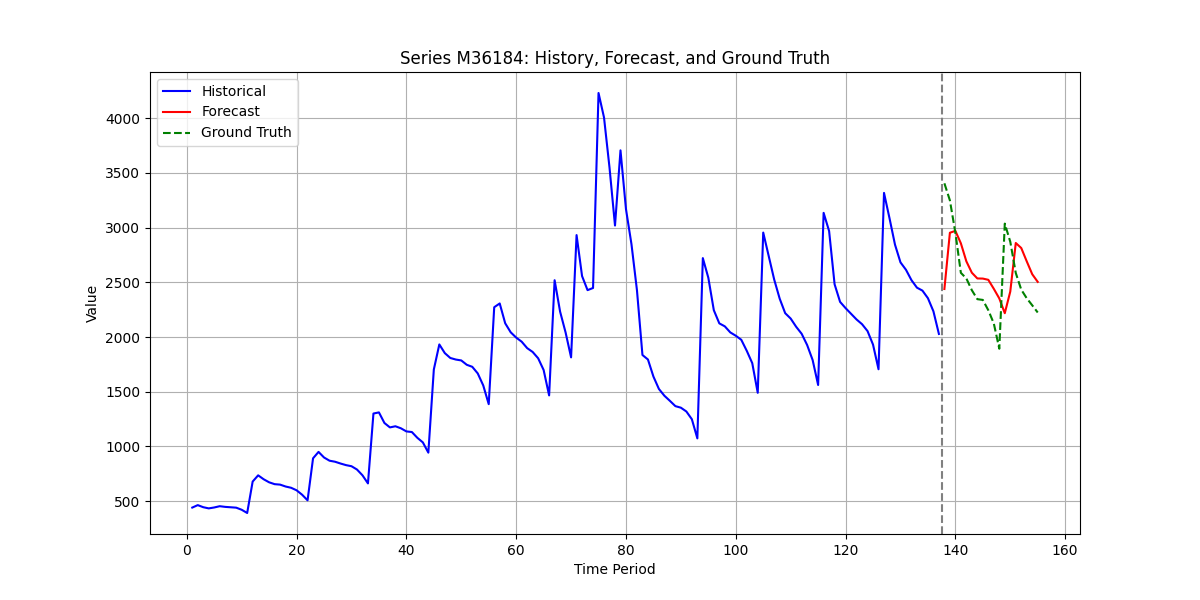 Series M36184: History, Forecast, and Ground Truth
Historical
Forecast
Ground Truth
4000
3500
3000
2500
2000
1500
1000
500
Value
0 20 40 60 80 100 120 140 160
Time Period